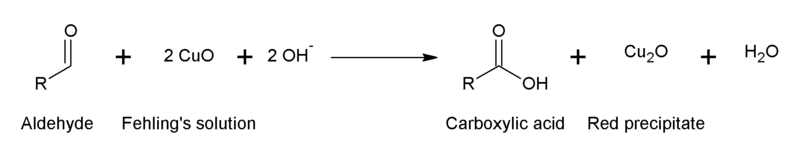 R O + 2 CuO + 2 OH⁻ → R O OH + Cu₂O + H₂O
Aldehyde Fehling's solution Carboxylic acid Red precipitate